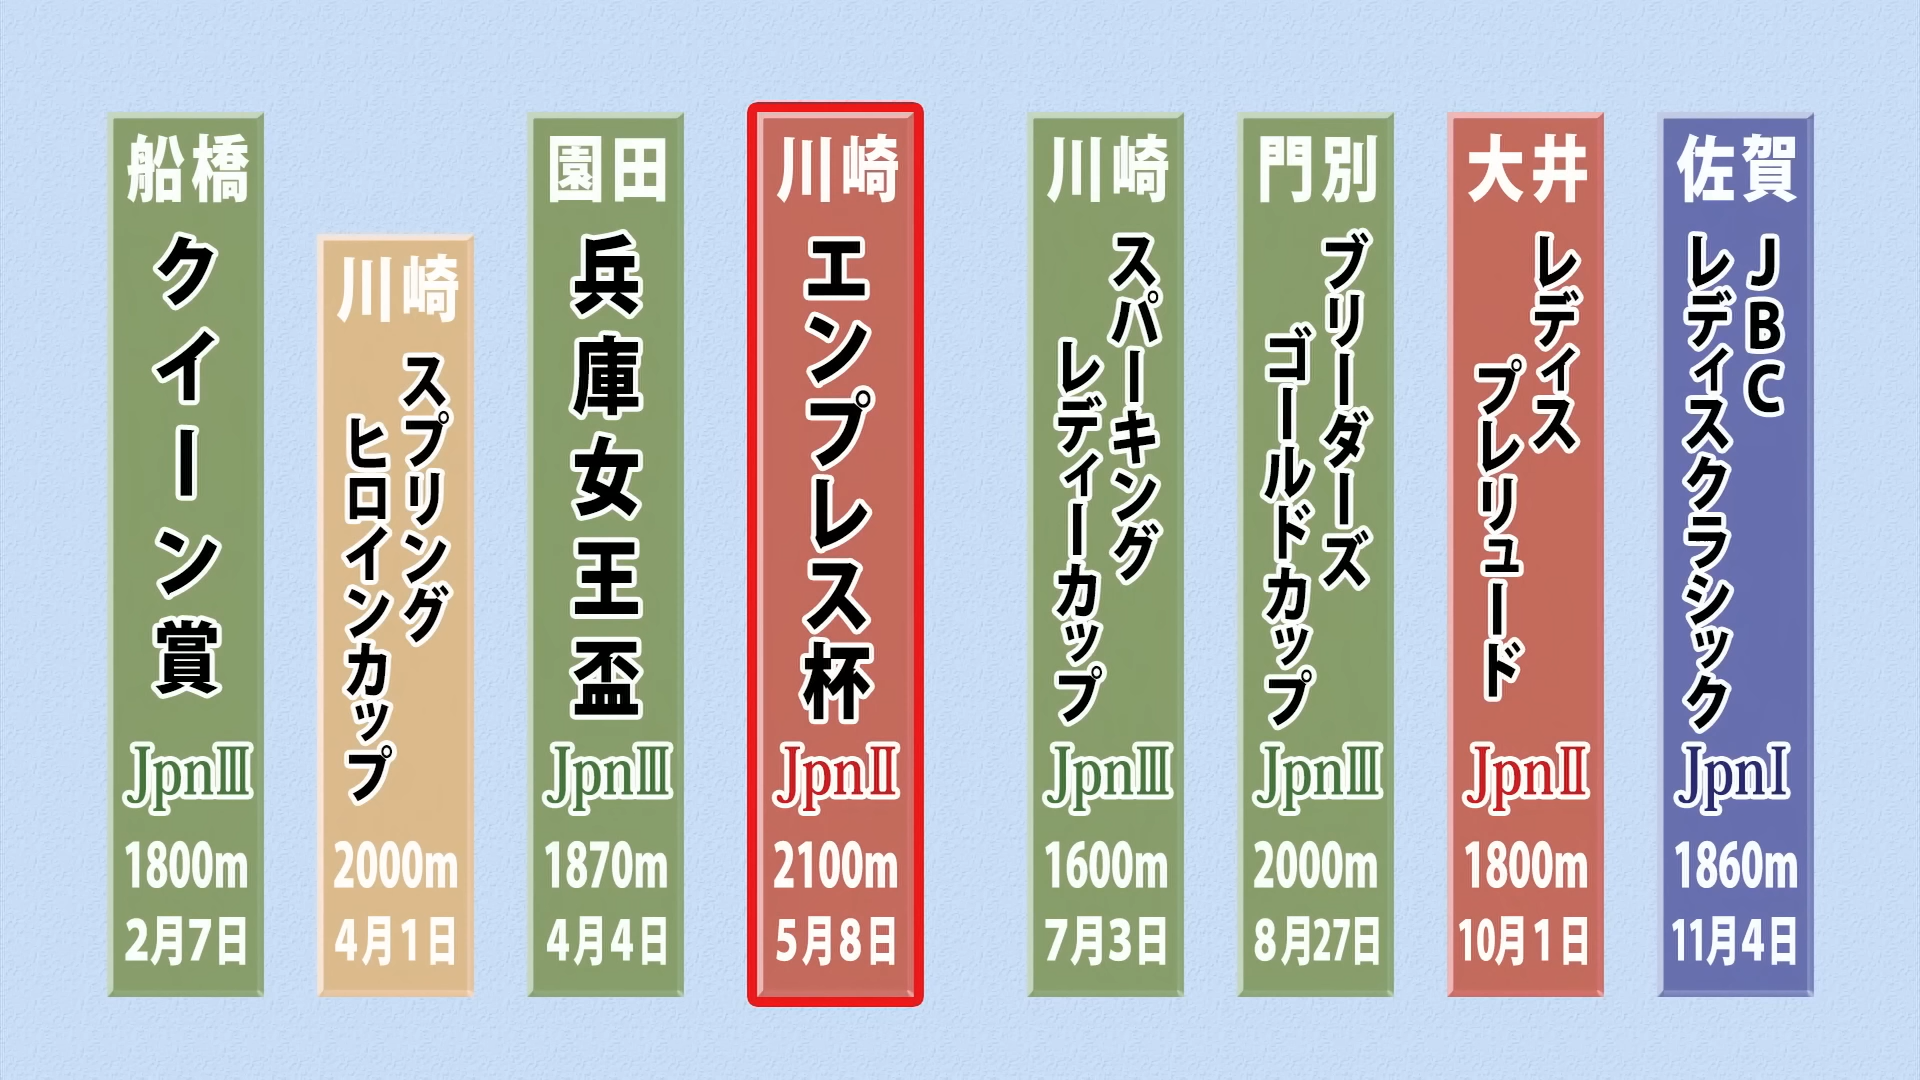 船橋
クイーン賞
JpnⅢ
1800m
2月7日
川崎
スプリング
ヒロインカップ
2000m
4月1日
園田
兵庫女王盃
JpnⅢ
1870m
4月4日
川崎
エンプレス杯
JpnⅡ
2100m
5月8日
川崎
スパーキング
レディーカップ
JpnⅢ
1600m
7月3日
門別
ブリーダーズ
ゴールドカップ
JpnⅢ
2000m
8月27日
大井
レディス
プレリュード
JpnⅡ
1800m
10月1日
佐賀
JBC
レディスクラシック
JpnⅠ
1860m
11月4日